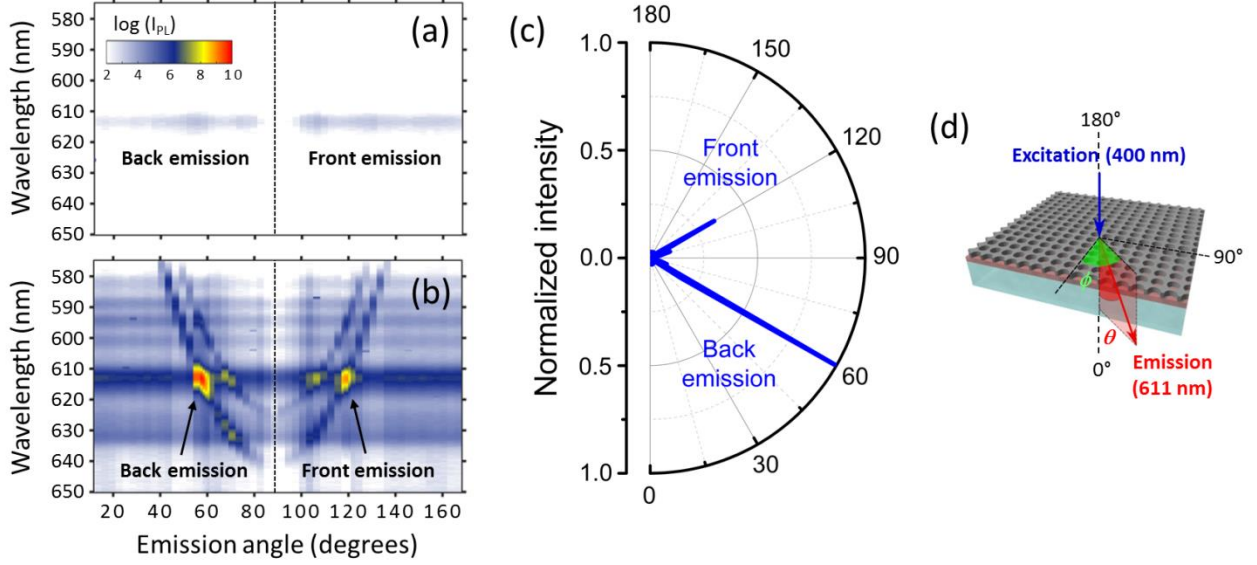 (a)
log (I_PL)
2 4 6 8 10
Wavelength (nm)
580
590
600
610
620
630
640
650
Back emission Front emission
(b)
Wavelength (nm)
580
590
600
610
620
630
640
650
Back emission Front emission
20 40 60 80 100 120 140 160
Emission angle (degrees)
(c)
Normalized intensity
1.0
0.5
0.0
0.5
1.0
180
150
120
90
60
30
0
Front
emission
Back
emission
(d)
180°
Excitation (400 nm)
90°
ϕ
θ
0°
Emission
(611 nm)